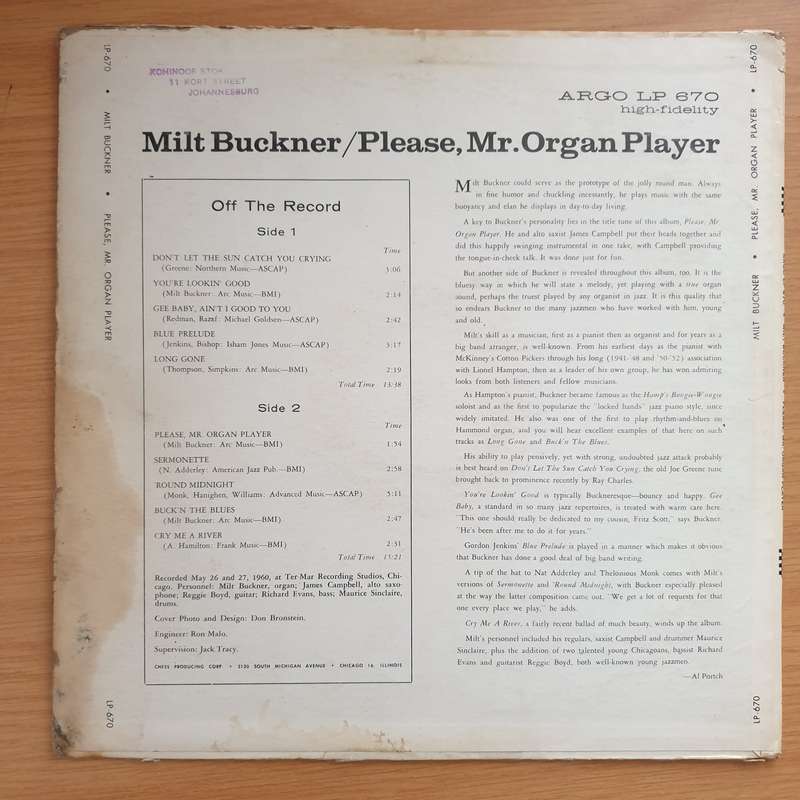 LP-670 • MILT BUCKNER • PLEASE, MR. ORGAN PLAYER LP-670
KOHINOOR
31 KORT STREET
JOHANNESBURG
ARGO LP 670
high-fidelity
Milt Buckner/Please, Mr. Organ Player
Off The Record
Side 1
Time
DON'T LET THE SUN CATCH YOU CRYING
(Greene: Northern Music—ASCAP) 3:06
YOU'RE LOOKIN' GOOD
(Milt Buckner: Arc Music—BMI) 2:14
GEE BABY, AIN'T I GOOD TO YOU
(Redman, Razaf: Michael Goldsen—ASCAP) 2:42
BLUE PRELUDE
(Jenkins, Bishop: Isham Jones Music—ASCAP) 3:17
LONG GONE
(Thompson, Simpkins: Arc Music—BMI) 2:19
Total Time 13:38
Side 2
Time
PLEASE, MR. ORGAN PLAYER
(Milt Buckner: Arc Music—BMI) 1:54
SERMONETTE
(N. Adderley: American Jazz Pub.—BMI) 2:58
'ROUND MIDNIGHT
(Monk, Hanighen, Williams: Advanced Music—ASCAP) 5:11
BUCK'N THE BLUES
(Milt Buckner: Arc Music—BMI) 2:47
CRY ME A RIVER
(A. Hamilton: Frank Music—BMI) 2:31
Total Time 15:21
Recorded May 26 and 27, 1960, at Ter-Mar Recording Studios, Chi-
cago. Personnel: Milt Buckner, organ; James Campbell, alto saxo-
phone; Reggie Boyd, guitar; Richard Evans, bass; Maurice Sinclaire,
drums.
Cover Photo and Design: Don Bronstein.
Engineer: Ron Malo.
Supervision: Jack Tracy.
CHESS PRODUCING CORP. • 2120 SOUTH MICHIGAN AVENUE • CHICAGO 16, ILLINOIS
Milt Buckner could serve as the prototype of the jolly round man. Always
in fine humor and chuckling incessantly, he plays music with the same
buoyancy and elan he displays in day-to-day living.
A key to Buckner's personality lies in the title tune of this album, Please, Mr.
Organ Player. He and alto saxist James Campbell put their heads together and
did this happily swinging instrumental in one take, with Campbell providing
the tongue-in-cheek talk. It was done just for fun.
But another side of Buckner is revealed throughout this album, too. It is the
bluesy way in which he will state a melody, yet playing with a true organ
sound, perhaps the truest played by any organist in jazz. It is this quality that
so endears Buckner to the many jazzmen who have worked with him, young
and old.
Milt's skill as a musician, first as a pianist then as organist and for years as a
big band arranger, is well-known. From his earliest days as the pianist with
McKinney's Cotton Pickers through his long (1941-'48 and '50-'52) association
with Lionel Hampton, then as a leader of his own group, he has won admiring
looks from both listeners and fellow musicians.
As Hampton's pianist, Buckner became famous as the Hamp's Boogie-Woogie
soloist and as the first to popularize the "locked hands" jazz piano style, since
widely imitated. He also was one of the first to play rhythm-and-blues on
Hammond organ, and you will hear excellent examples of that here on such
tracks as Long Gone and Buck'n The Blues.
His ability to play pensively, yet with strong, undoubted jazz attack probably
is best heard on Don't Let The Sun Catch You Crying, the old Joe Greene tune
brought back to prominence recently by Ray Charles.
You're Lookin' Good is typically Buckneresque—bouncy and happy. Gee
Baby, a standard in so many jazz repertoires, is treated with warm care here.
"This one should really be dedicated to my cousin, Fritz Scott," says Buckner.
"He's been after me to do it for years."
Gordon Jenkins' Blue Prelude is played in a manner which makes it obvious
that Buckner has done a good deal of big band writing.
A tip of the hat to Nat Adderley and Thelonious Monk comes with Milt's
versions of Sermonette and 'Round Midnight, with Buckner especially pleased
at the way the latter composition came out. "We get a lot of requests for that
one every place we play," he adds.
Cry Me A River, a fairly recent ballad of much beauty, winds up the album.
Milt's personnel included his regulars, saxist Campbell and drummer Maurice
Sinclaire, plus the addition of two talented young Chicagoans, bassist Richard
Evans and guitarist Reggie Boyd, both well-known young jazzmen.
—Al Portch
LP-670 MILT BUCKNER • PLEASE, MR. ORGAN PLAYER • LP-670